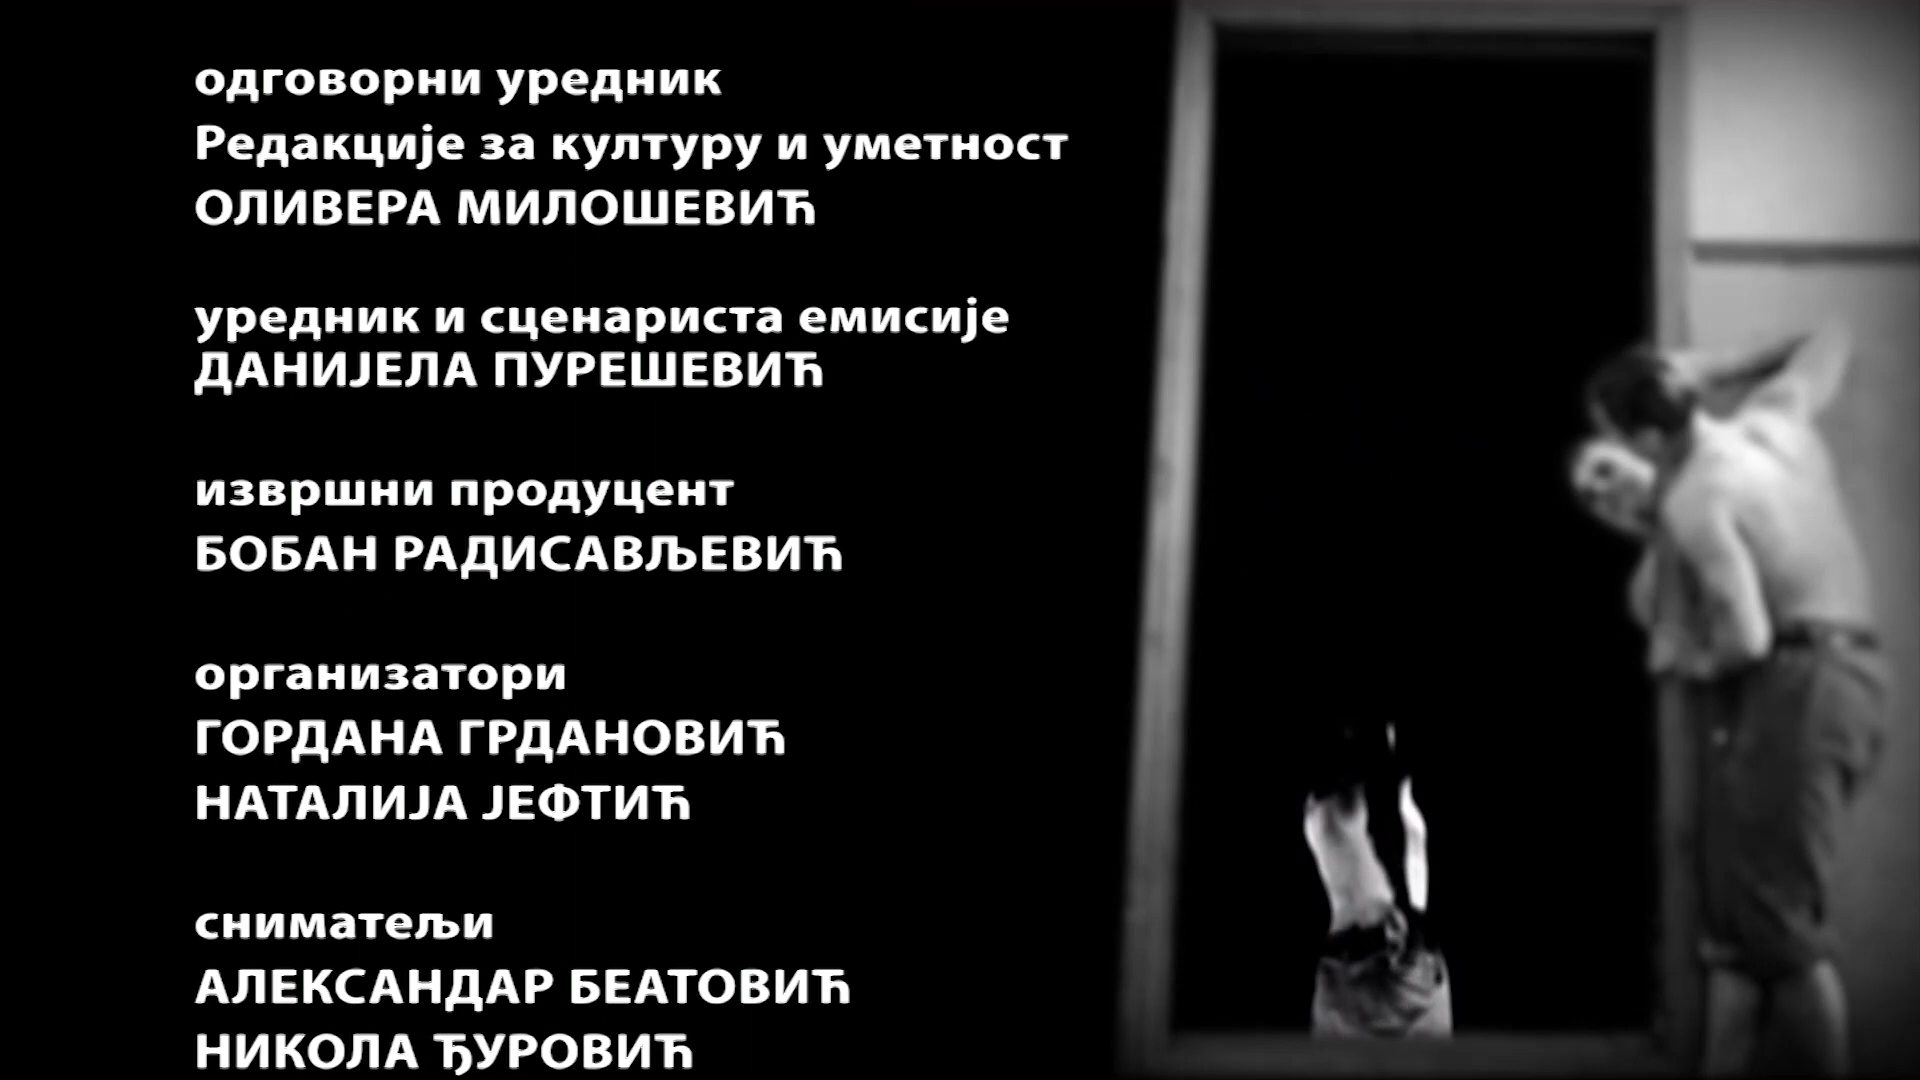 одговорни уредник
Редакције за културу и уметност
ОЛИВЕРА МИЛОШЕВИЋ
уредник и сценариста емисије
ДАНИЈЕЛА ПУРЕШЕВИЋ
извршни продуцент
БОБАН РАДИСАВЉЕВИЋ
организатори
ГОРДАНА ГРДАНОВИЋ
НАТАЛИЈА ЈЕФТИЋ
сниматељи
АЛЕКСАНДАР БЕАТОВИЋ
НИКОЛА ЂУРОВИЋ